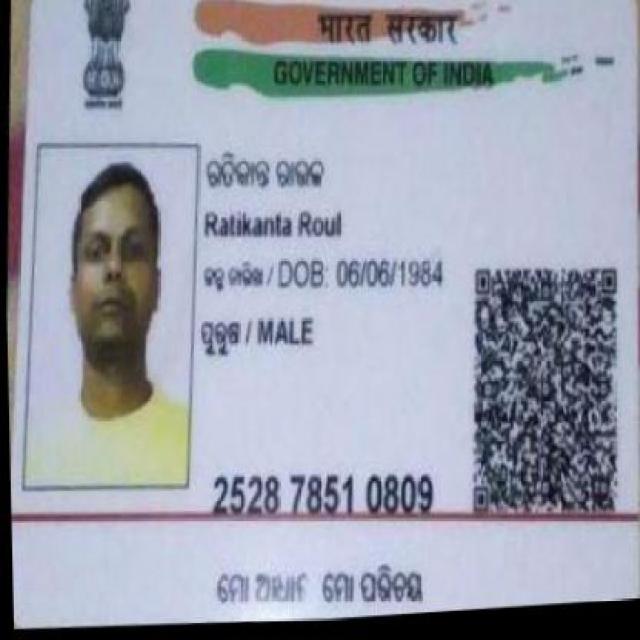 भारत सरकार
GOVERNMENT OF INDIA
ରତିକାନ୍ତ ରାଉଳ
Ratikanta Roul
ଜନ୍ମ ତାରିଖ / DOB: 06/06/1984
ପୁରୁଷ / MALE
2528 7851 0809
ମୋ ଆଧାର ମୋ ପରିଚୟ